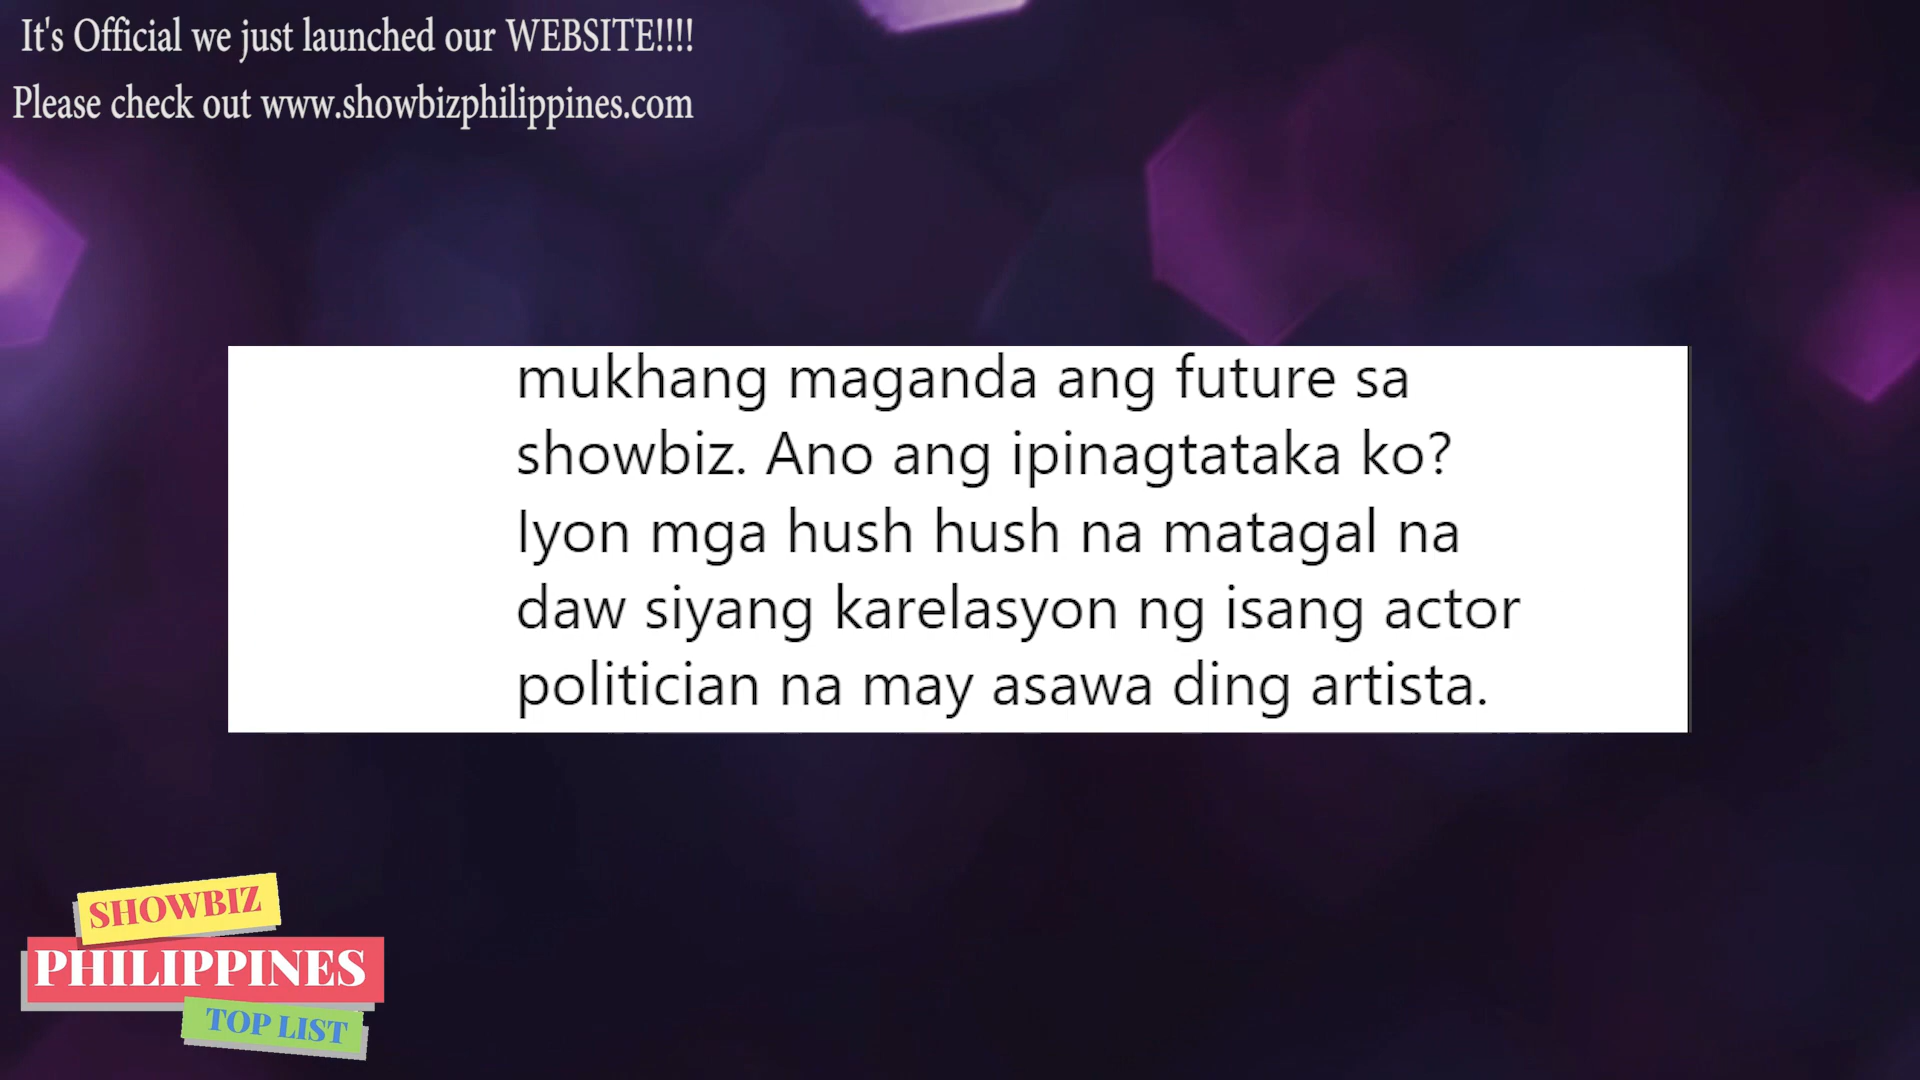 It's Official we just launched our WEBSITE!!!!
Please check out www.showbizphilippines.com
mukhang maganda ang future sa
showbiz. Ano ang ipinagtataka ko?
Iyon mga hush hush na matagal na
daw siyang karelasyon ng isang actor
politician na may asawa ding artista.
SHOWBIZ
PHILIPPINES
TOP LIST